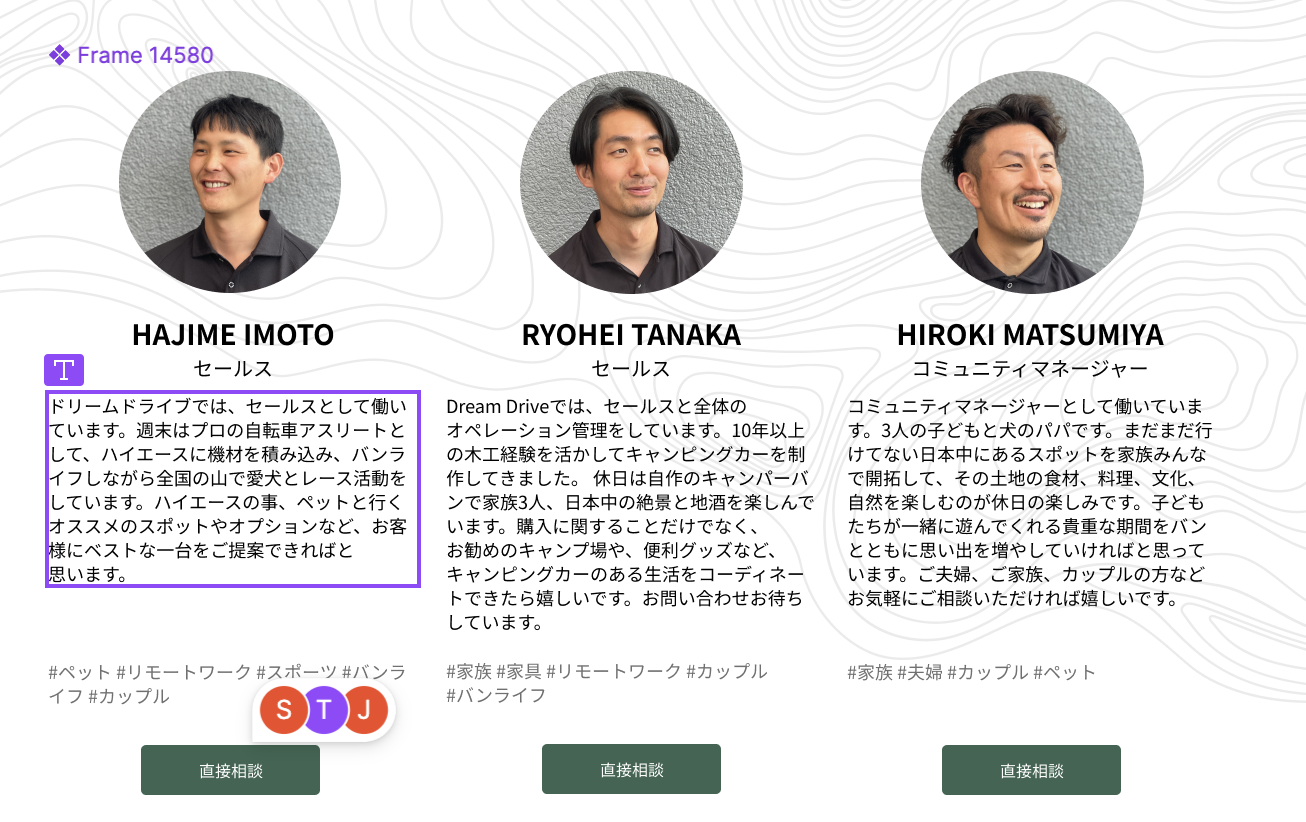 Frame 14580
HAJIME IMOTO
セールス
ドリームドライブでは、セールスとして働い
ています。週末はプロの自転車アスリートと
して、ハイエースに機材を積み込み、バンラ
イフしながら全国の山で愛犬とレース活動を
しています。ハイエースの事、ペットと行く
オススメのスポットやオプションなど、お客
様にベストな一台をご提案できればと
思います。
#ペット #リモートワーク #スポーツ #バンラ
イフ #カップル
S T J
直接相談
RYOHEI TANAKA
セールス
Dream Driveでは、セールスと全体の
オペレーション管理をしています。10年以上
の木工経験を活かしてキャンピングカーを制
作してきました。 休日は自作のキャンパーバ
ンで家族3人、日本中の絶景と地酒を楽しんで
います。購入に関することだけでなく、
お勧めのキャンプ場や、便利グッズなど、
キャンピングカーのある生活をコーディネー
トできたら嬉しいです。お問い合わせお待ち
しています。
#家族 #家具 #リモートワーク #カップル
#バンライフ
直接相談
HIROKI MATSUMIYA
コミュニティマネージャー
コミュニティマネージャーとして働いていま
す。3人の子どもと犬のパパです。まだまだ行
けてない日本中にあるスポットを家族みんな
で開拓して、その土地の食材、料理、文化、
自然を楽しむのが休日の楽しみです。子ども
たちが一緒に遊んでくれる貴重な期間をバン
とともに思い出を増やしていければと思って
います。ご夫婦、ご家族、カップルの方など
お気軽にご相談いただければ嬉しいです。
#家族 #夫婦 #カップル #ペット
直接相談